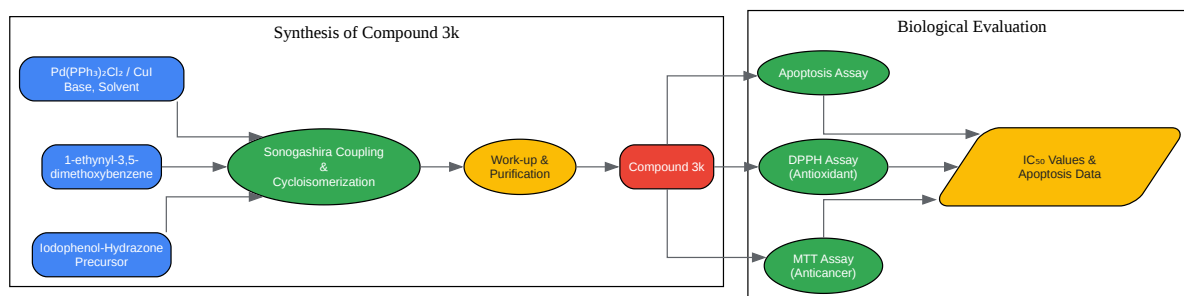 Synthesis of Compound 3k
Pd(PPh₃)₂Cl₂ / CuI
Base, Solvent
1-ethynyl-3,5-
dimethoxybenzene
Iodophenol-Hydrazone
Precursor
Sonogashira Coupling
&
Cycloisomerization
Work-up &
Purification
Compound 3k
Biological Evaluation
Apoptosis Assay
DPPH Assay
(Antioxidant)
MTT Assay
(Anticancer)
IC₅₀ Values &
Apoptosis Data